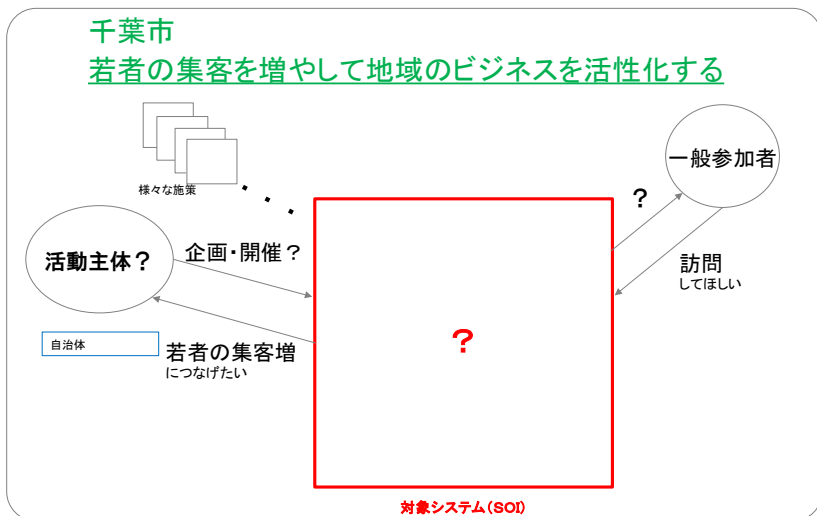 千葉市
若者の集客を増やして地域のビジネスを活性化する
様々な施策
・・・
一般参加者
?
活動主体?
企画・開催?
訪問
してほしい
自治体
若者の集客増
につなげたい
?
対象システム(SOI)